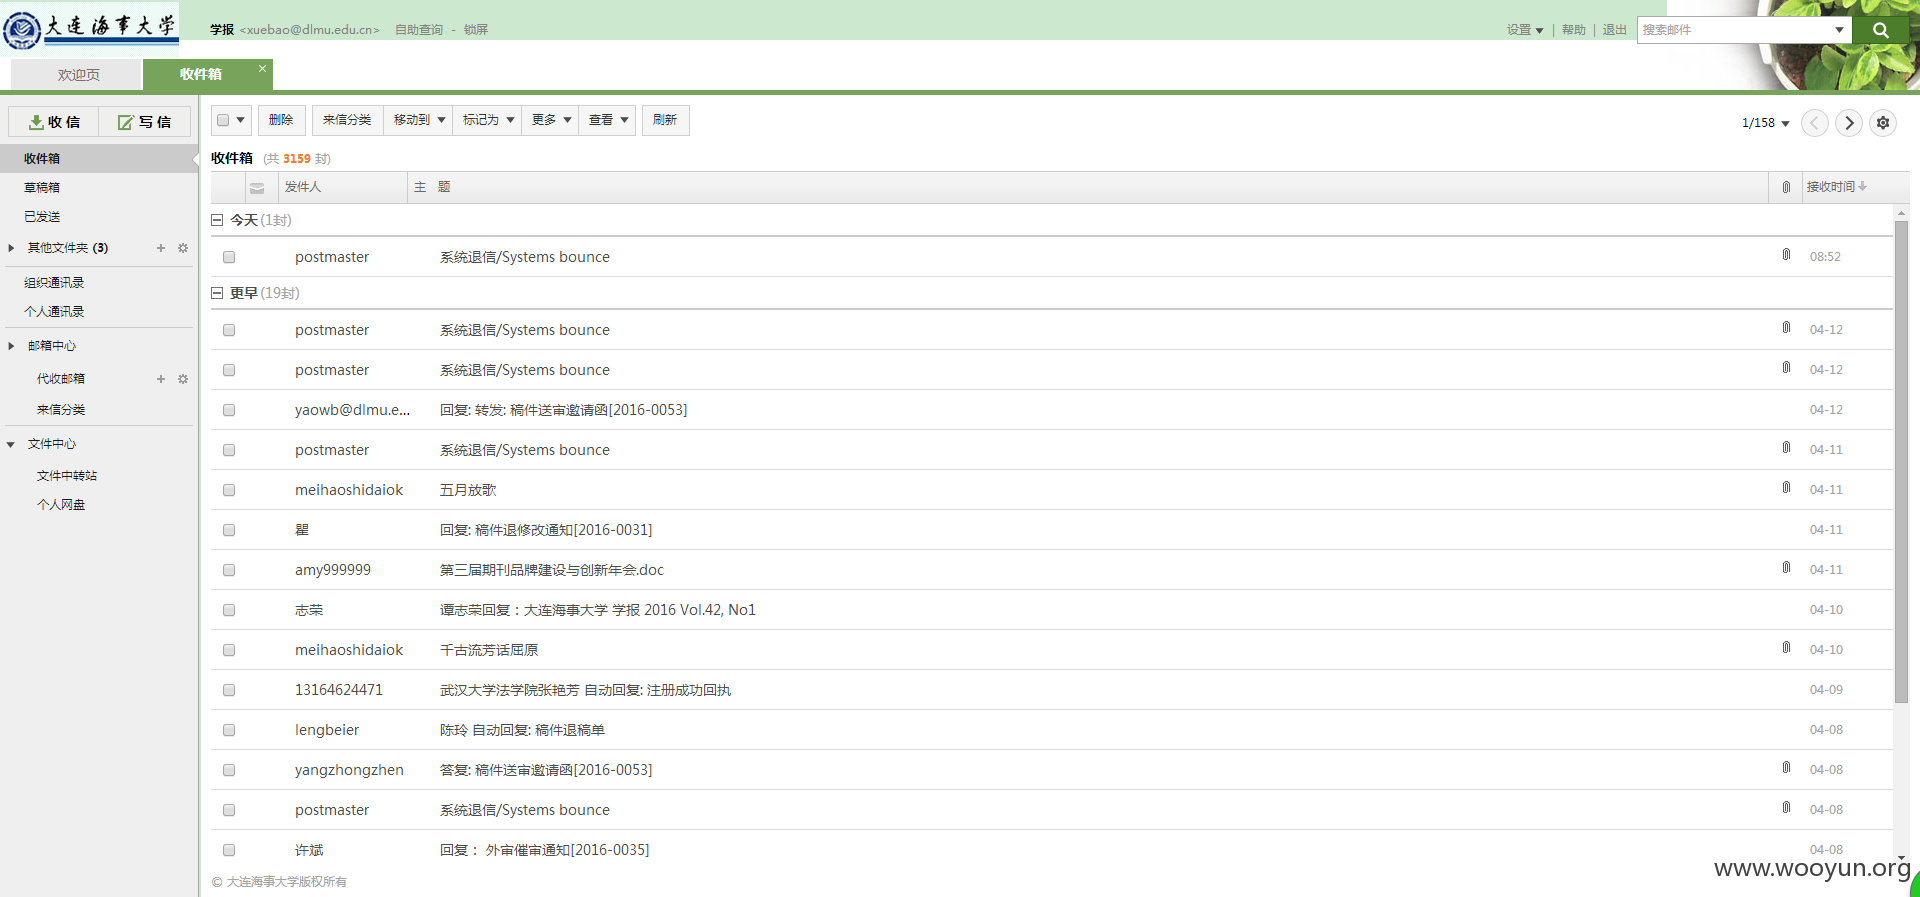 大连海事大学
学报 <xuebao@dlmu.edu.cn> 自助查询 - 锁屏
设置 | 帮助 | 退出 搜索邮件
欢迎页 收件箱 ×
收信 写信
收件箱
草稿箱
已发送
其他文件夹 (3)
组织通讯录
个人通讯录
邮箱中心
代收邮箱
来信分类
文件中心
文件中转站
个人网盘
删除 来信分类 移动到 标记为 更多 查看 刷新
1/158
收件箱 (共 3159 封)
发件人 主 题 接收时间
今天(1封)
postmaster 系统退信/Systems bounce 08:52
更早(19封)
postmaster 系统退信/Systems bounce 04-12
postmaster 系统退信/Systems bounce 04-12
yaowb@dlmu.e... 回复: 转发: 稿件送审邀请函[2016-0053] 04-12
postmaster 系统退信/Systems bounce 04-11
meihaoshidaiok 五月放歌 04-11
瞿 回复: 稿件退修改通知[2016-0031] 04-11
amy999999 第三届期刊品牌建设与创新年会.doc 04-11
志荣 谭志荣回复：大连海事大学 学报 2016 Vol.42, No1 04-10
meihaoshidaiok 千古流芳话屈原 04-10
13164624471 武汉大学法学院张艳芳 自动回复: 注册成功回执 04-09
lengbeier 陈玲 自动回复: 稿件退稿单 04-08
yangzhongzhen 答复: 稿件送审邀请函[2016-0053] 04-08
postmaster 系统退信/Systems bounce 04-08
许斌 回复： 外审催审通知[2016-0035] 04-08
© 大连海事大学版权所有
www.wooyun.org